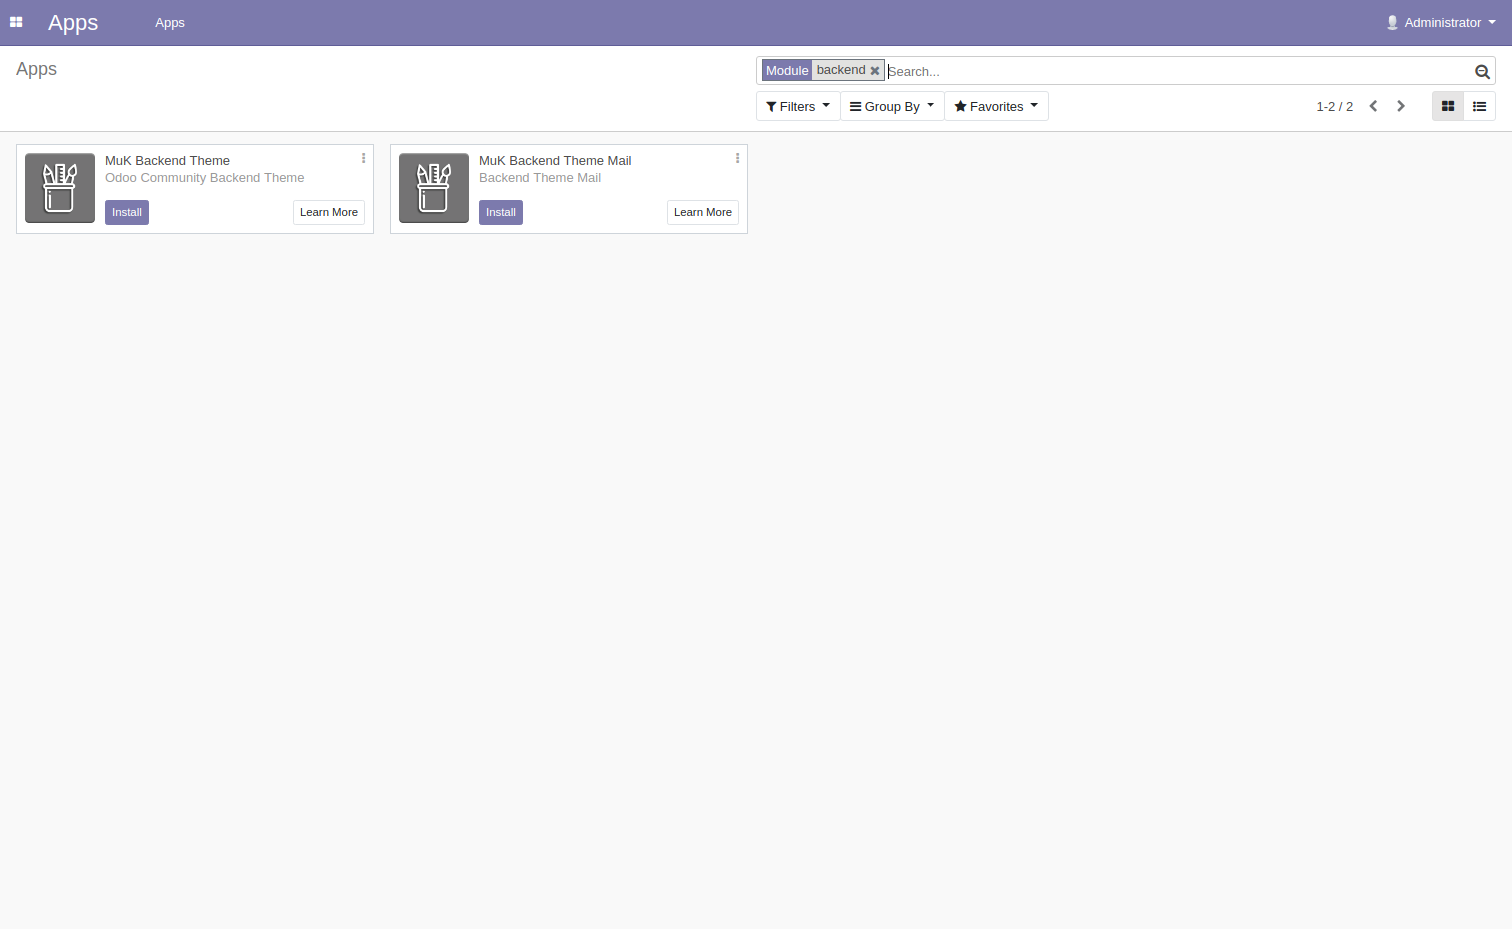 Apps Apps Administrator
Apps
Module backend Search...
Filters Group By Favorites 1-2 / 2
MuK Backend Theme
Odoo Community Backend Theme
Install Learn More
MuK Backend Theme Mail
Backend Theme Mail
Install Learn More